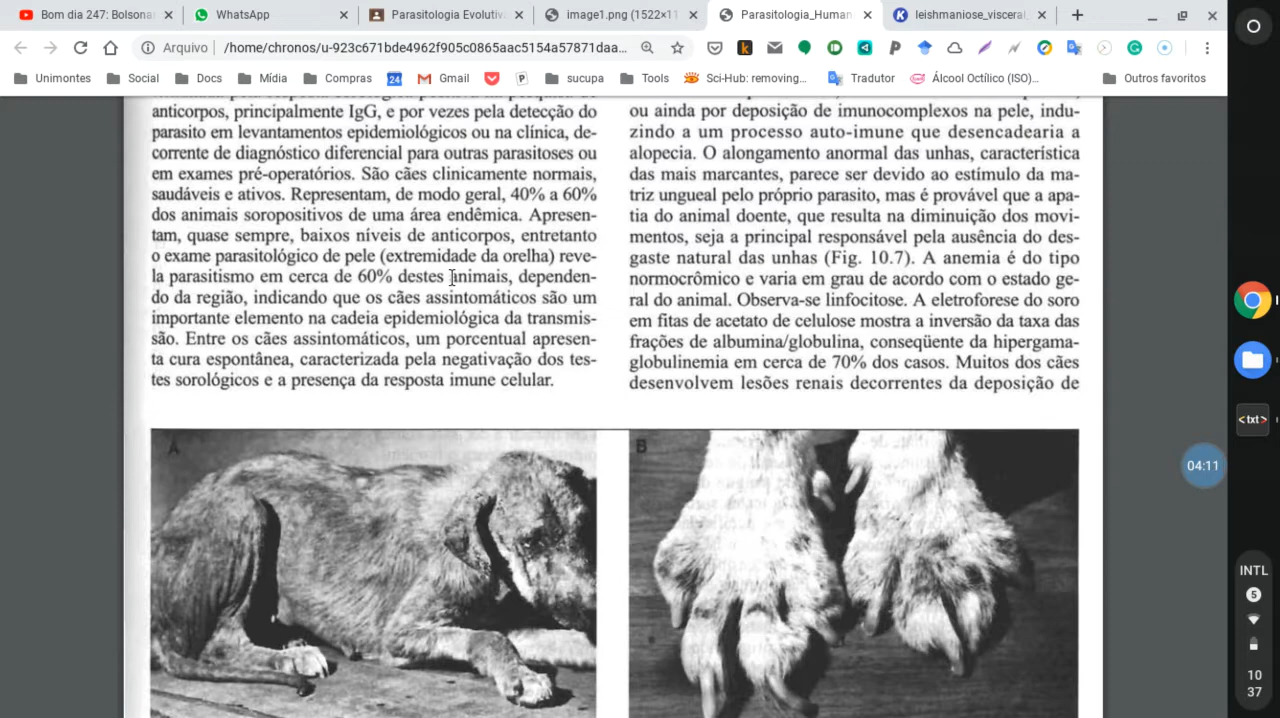 Bom dia 247: Bolsona
WhatsApp
Parasitologia Evolutiva
image1.png (1522×11
Parasitologia_Human
leishmaniose_viscera
Arquivo
/home/chronos/u-923c671bde4962f905c0865aac5154a57871daa...
Unimontes
Social
Docs
Mídia
Compras
24
Gmail
sucupa
Tools
Sci-Hub: removing...
Tradutor
Álcool Octílico (ISO)...
Outros favoritos
anticorpos, principalmente IgG, e por vezes pela detecção do
parasito em levantamentos epidemiológicos ou na clínica, de-
corrente de diagnóstico diferencial para outras parasitoses ou
em exames pré-operatórios. São cães clinicamente normais,
saudáveis e ativos. Representam, de modo geral, 40% a 60%
dos animais soropositivos de uma área endêmica. Apresen-
tam, quase sempre, baixos níveis de anticorpos, entretanto
o exame parasitológico de pele (extremidade da orelha) reve-
la parasitismo em cerca de 60% destes animais, dependen-
do da região, indicando que os cães assintomáticos são um
importante elemento na cadeia epidemiológica da transmis-
são. Entre os cães assintomáticos, um porcentual apresen-
ta cura espontânea, caracterizada pela negativação dos tes-
tes sorológicos e a presença da resposta imune celular.
ou ainda por deposição de imunocomplexos na pele, indu-
zindo a um processo auto-imune que desencadearia a
alopecia. O alongamento anormal das unhas, característica
das mais marcantes, parece ser devido ao estímulo da ma-
triz ungueal pelo próprio parasito, mas é provável que a apa-
tia do animal doente, que resulta na diminuição dos movi-
mentos, seja a principal responsável pela ausência do des-
gaste natural das unhas (Fig. 10.7). A anemia é do tipo
normocrômico e varia em grau de acordo com o estado ge-
ral do animal. Observa-se linfocitose. A eletroforese do soro
em fitas de acetato de celulose mostra a inversão da taxa das
frações de albumina/globulina, conseqüente da hipergama-
globulinemia em cerca de 70% dos casos. Muitos dos cães
desenvolvem lesões renais decorrentes da deposição de
A
B
04:11
<txt>
INTL
5
10
37